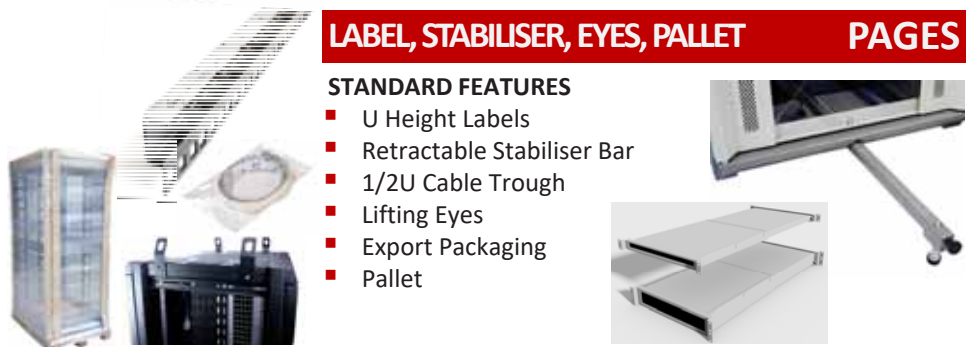 LABEL, STABILISER, EYES, PALLET PAGES
STANDARD FEATURES
U Height Labels
Retractable Stabiliser Bar
1/2U Cable Trough
Lifting Eyes
Export Packaging
Pallet